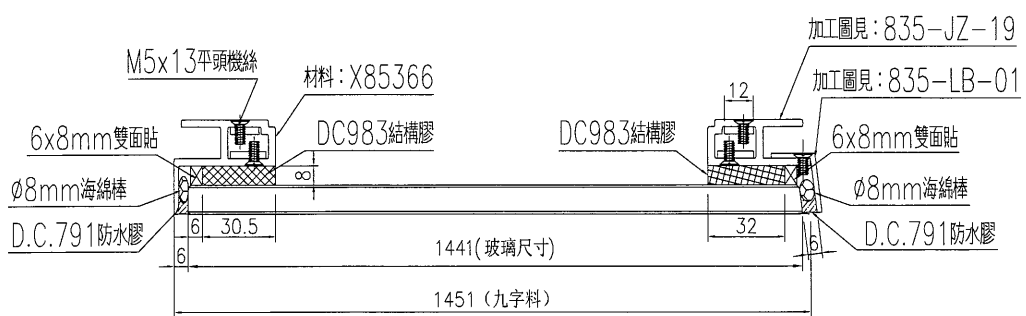 加工圖見：835-JZ-19
M5x13平頭機絲
材料：X85366
加工圖見：835-LB-01
12
6x8mm雙面貼
DC983結構膠
DC983結構膠
6x8mm雙面貼
8
Ø8mm海綿棒
Ø8mm海綿棒
D.C.791防水膠
6
30.5
32
D.C.791防水膠
6
1441(玻璃尺寸)
6
1451（九字料）